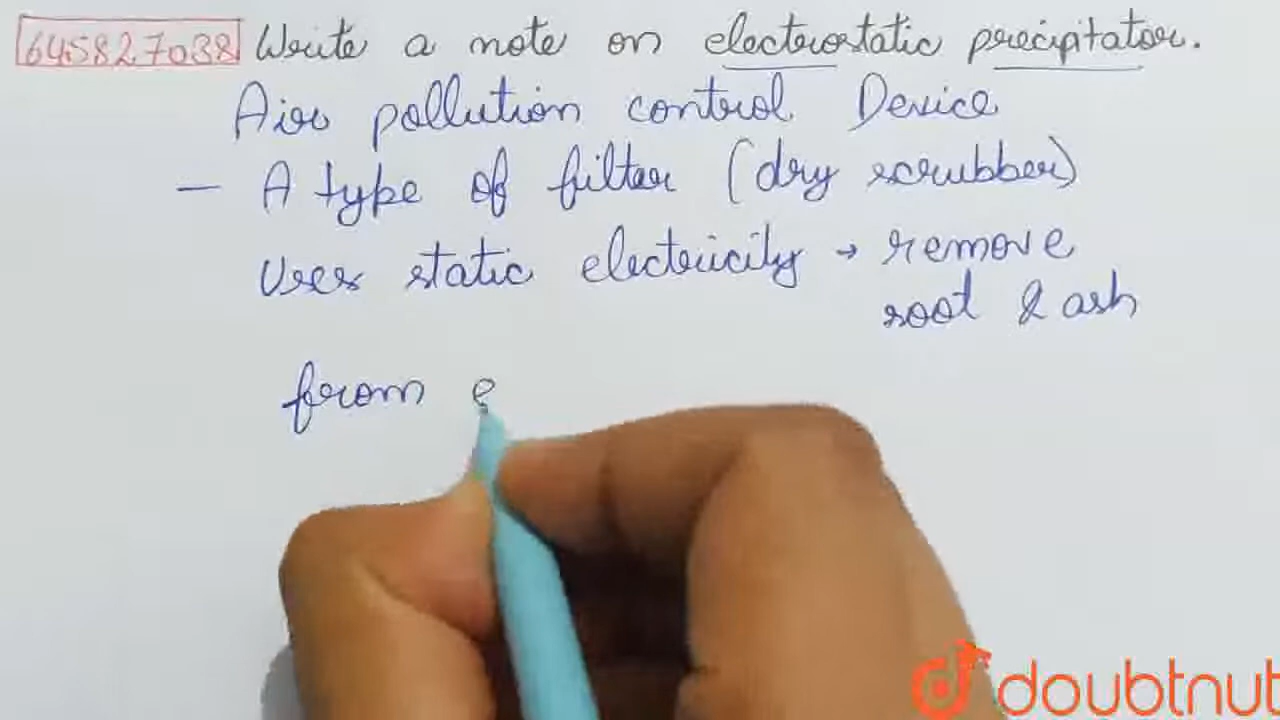 645827038 Write a note on electrostatic precipitator.
Air pollution control Device
— A type of filter (dry scrubber)
Uses static electricity → remove
soot & ash
from e
doubtnut